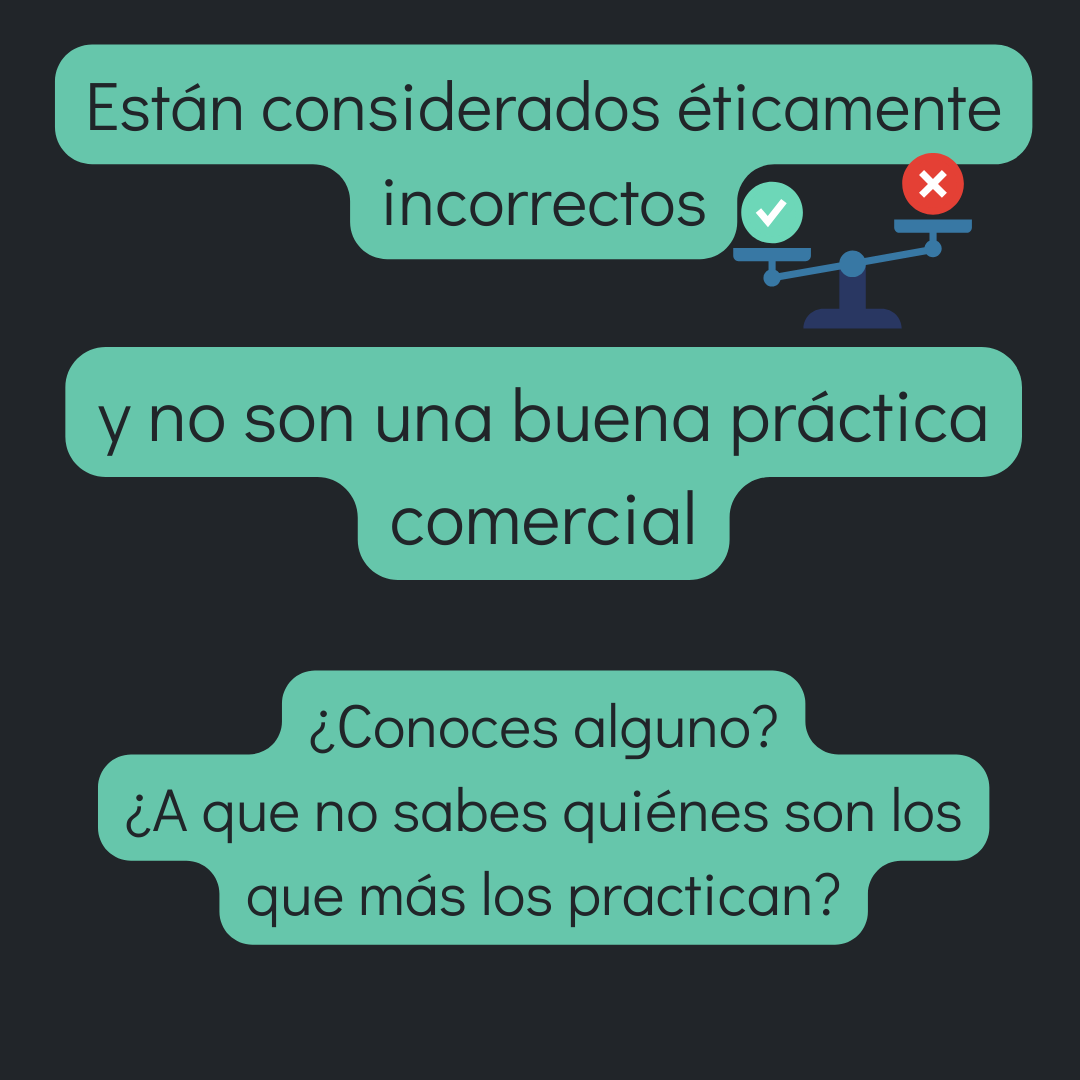 Están considerados éticamente
incorrectos
y no son una buena práctica
comercial
¿Conoces alguno?
¿A que no sabes quiénes son los
que más los practican?